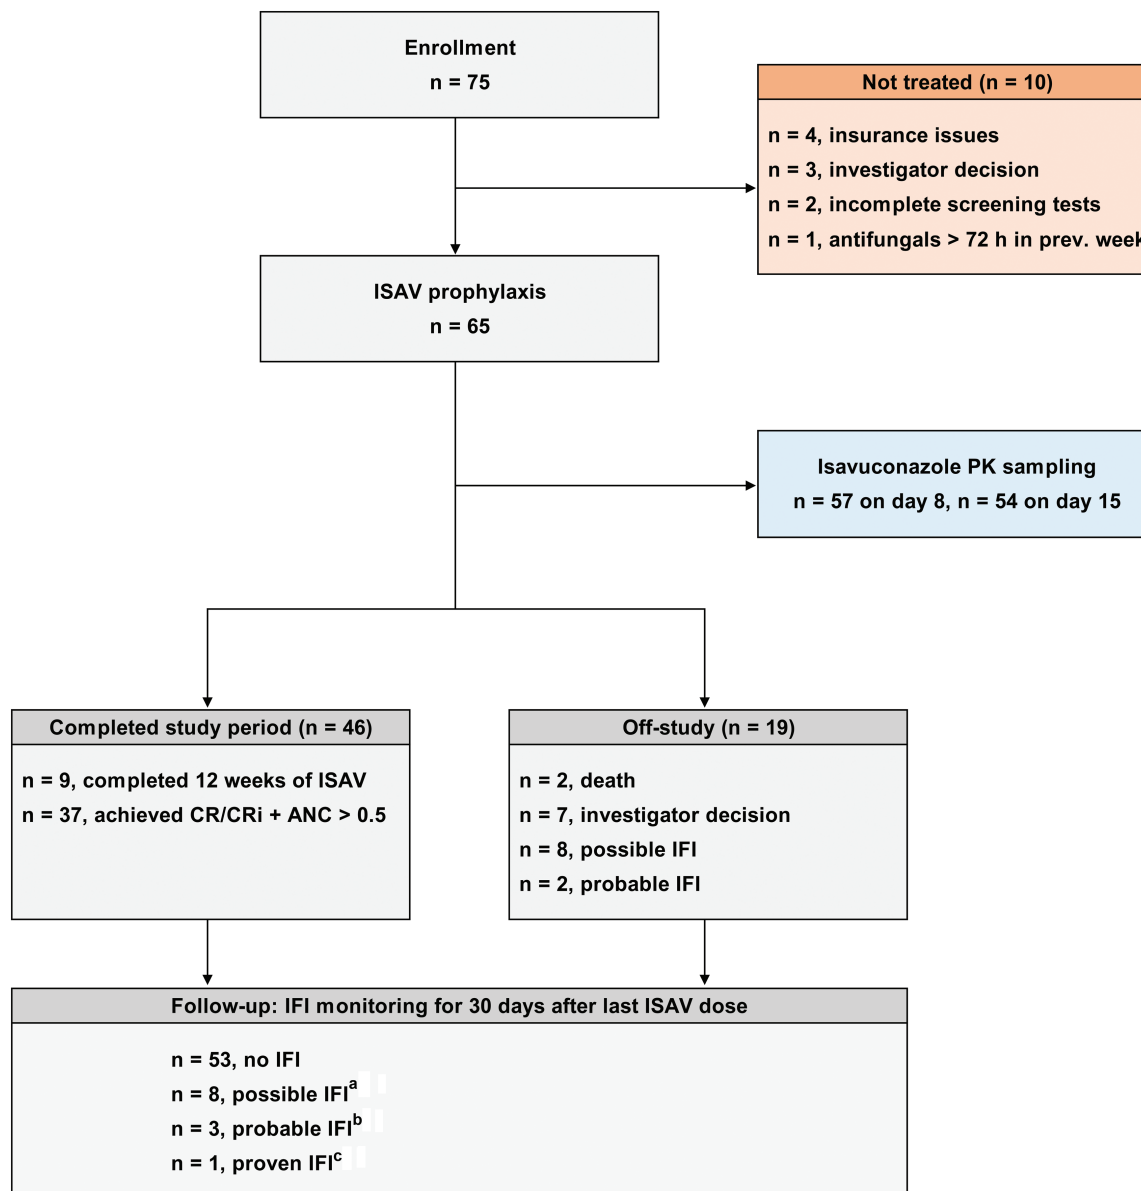 Enrollment
n = 75
Not treated (n = 10)
n = 4, insurance issues
n = 3, investigator decision
n = 2, incomplete screening tests
n = 1, antifungals > 72 h in prev. week
ISAV prophylaxis
n = 65
Isavuconazole PK sampling
n = 57 on day 8, n = 54 on day 15
Completed study period (n = 46)
n = 9, completed 12 weeks of ISAV
n = 37, achieved CR/CRi + ANC > 0.5
Off-study (n = 19)
n = 2, death
n = 7, investigator decision
n = 8, possible IFI
n = 2, probable IFI
Follow-up: IFI monitoring for 30 days after last ISAV dose
n = 53, no IFI
n = 8, possible IFIa
n = 3, probable IFIb
n = 1, proven IFIc